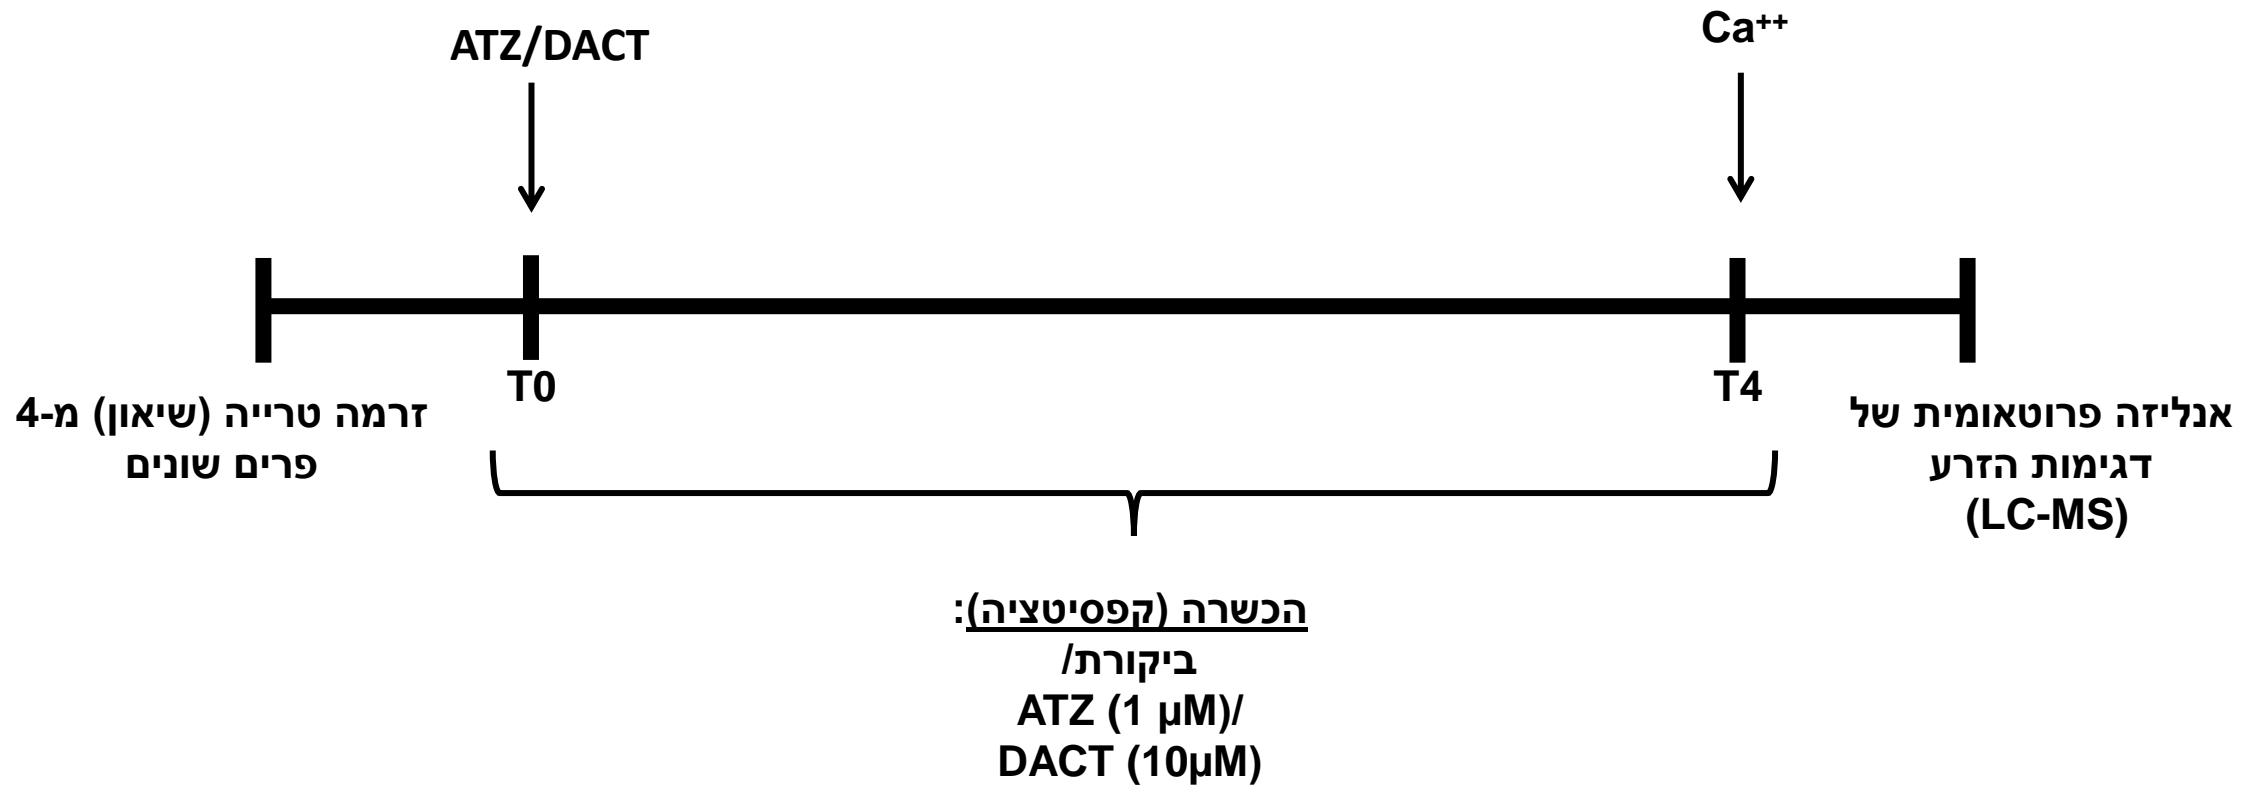 ATZ/DACT
Ca⁺⁺
T0
T4
זרמה טרייה (שיאון) מ-4
פרים שונים
אנליזה פרוטאומית של
דגימות הזרע
(LC-MS)
הכשרה (קפסיטציה):
ביקורת/
ATZ (1 µM)/
DACT (10µM)